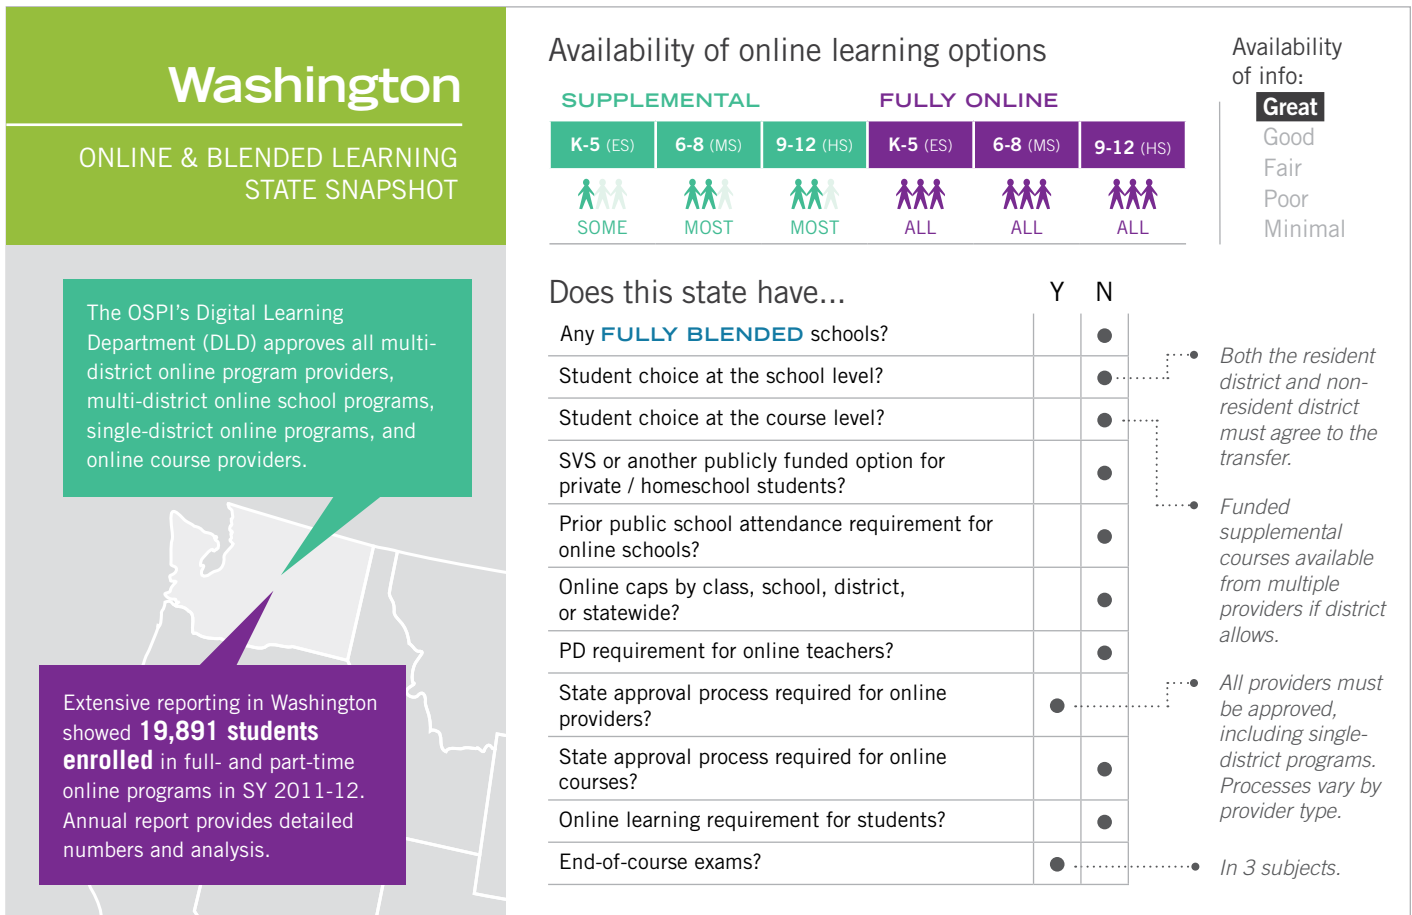 Washington
ONLINE & BLENDED LEARNING
STATE SNAPSHOT
The OSPI's Digital Learning
Department (DLD) approves all multi-
district online program providers,
multi-district online school programs,
single-district online programs, and
online course providers.
Extensive reporting in Washington
showed 19,891 students
enrolled in full- and part-time
online programs in SY 2011-12.
Annual report provides detailed
numbers and analysis.
Availability of online learning options
SUPPLEMENTAL FULLY ONLINE
K-5 (ES) 6-8 (MS) 9-12 (HS) K-5 (ES) 6-8 (MS) 9-12 (HS)
SOME MOST MOST ALL ALL ALL
Availability
of info:
Great
Good
Fair
Poor
Minimal
Does this state have... Y N
Any FULLY BLENDED schools?
Student choice at the school level?
Student choice at the course level?
SVS or another publicly funded option for
private / homeschool students?
Prior public school attendance requirement for
online schools?
Online caps by class, school, district,
or statewide?
PD requirement for online teachers?
State approval process required for online
providers?
State approval process required for online
courses?
Online learning requirement for students?
End-of-course exams?
Both the resident
district and non-
resident district
must agree to the
transfer.
Funded
supplemental
courses available
from multiple
providers if district
allows.
All providers must
be approved,
including single-
district programs.
Processes vary by
provider type.
In 3 subjects.